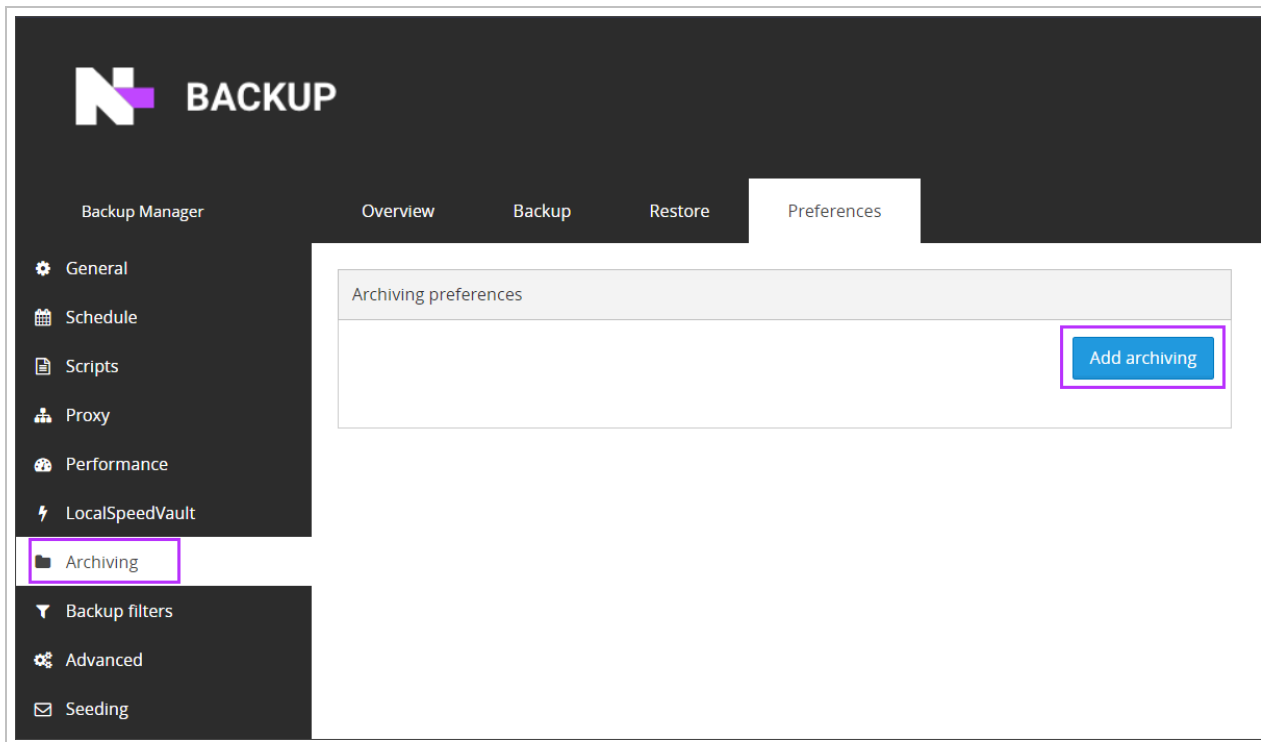 BACKUP
Backup Manager
Overview
Backup
Restore
Preferences
General
Schedule
Scripts
Proxy
Performance
LocalSpeedVault
Archiving
Backup filters
Advanced
Seeding
Archiving preferences
Add archiving